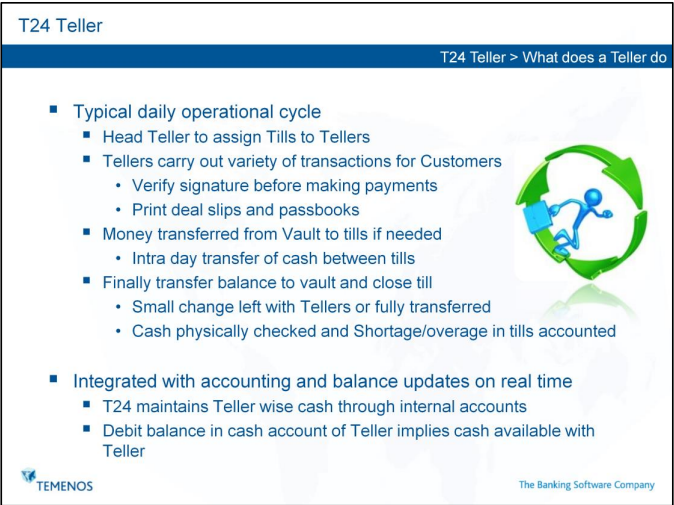 T24 Teller
T24 Teller > What does a Teller do
■ Typical daily operational cycle
■ Head Teller to assign Tills to Tellers
■ Tellers carry out variety of transactions for Customers
• Verify signature before making payments
• Print deal slips and passbooks
■ Money transferred from Vault to tills if needed
• Intra day transfer of cash between tills
■ Finally transfer balance to vault and close till
• Small change left with Tellers or fully transferred
• Cash physically checked and Shortage/overage in tills accounted
■ Integrated with accounting and balance updates on real time
■ T24 maintains Teller wise cash through internal accounts
■ Debit balance in cash account of Teller implies cash available with
Teller
TEMENOS
The Banking Software Company